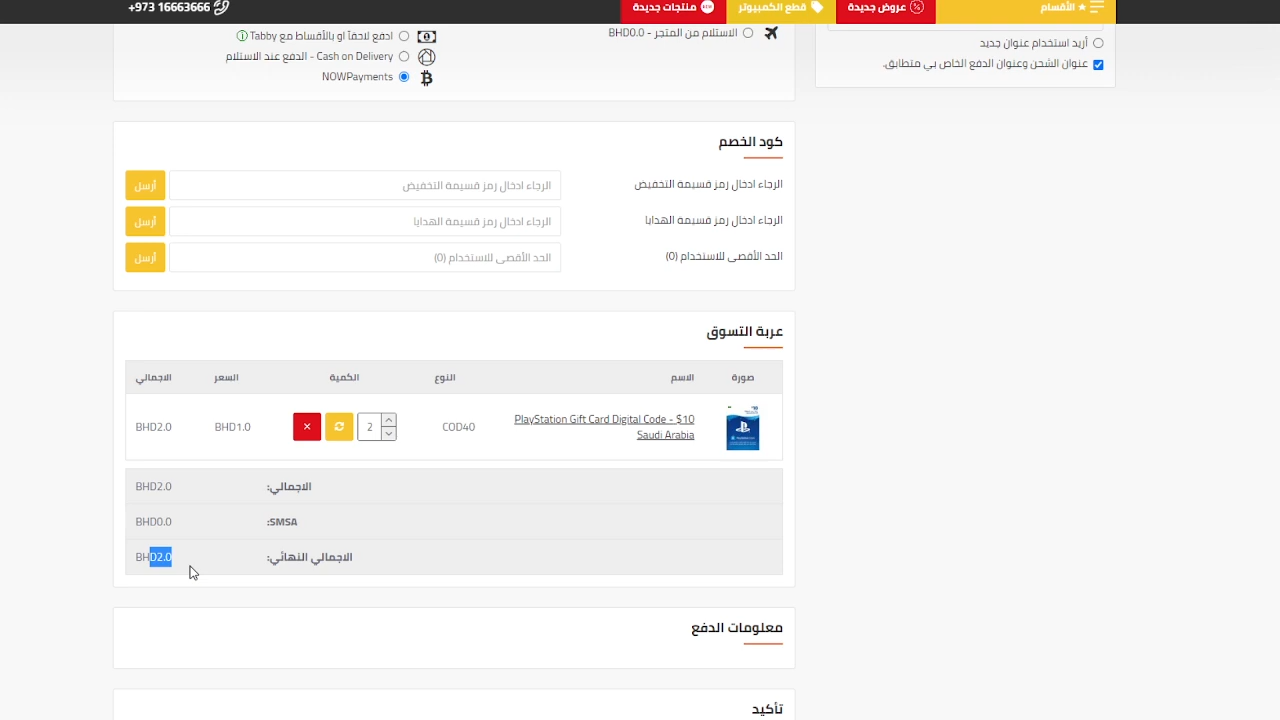 الأقسام
عروض جديدة
قطع الكمبيوتر
منتجات جديدة
+973 16663666
أريد استخدام عنوان جديد
عنوان الشحن وعنوان الدفع الخاص بي متطابق.
الاستلام من المتجر - BHD0.0
ادفع لاحقاً او بالأقساط مع Tabby
Cash on Delivery - الدفع عند الاستلام
NOWPayments
كود الخصم
الرجاء ادخال رمز قسيمة التخفيض
الرجاء ادخال رمز قسيمة التخفيض
أرسل
الرجاء ادخال رمز قسيمة الهدايا
الرجاء ادخال رمز قسيمة الهدايا
أرسل
الحد الأقصى للاستخدام (0)
الحد الأقصى للاستخدام (0)
أرسل
عربة التسوق
صورة الاسم النوع الكمية السعر الاجمالي
PlayStation Gift Card Digital Code - $10
Saudi Arabia
COD40
2
BHD1.0
BHD2.0
الاجمالي: BHD2.0
SMSA: BHD0.0
الاجمالي النهائي: BHD2.0
معلومات الدفع
تأكيد